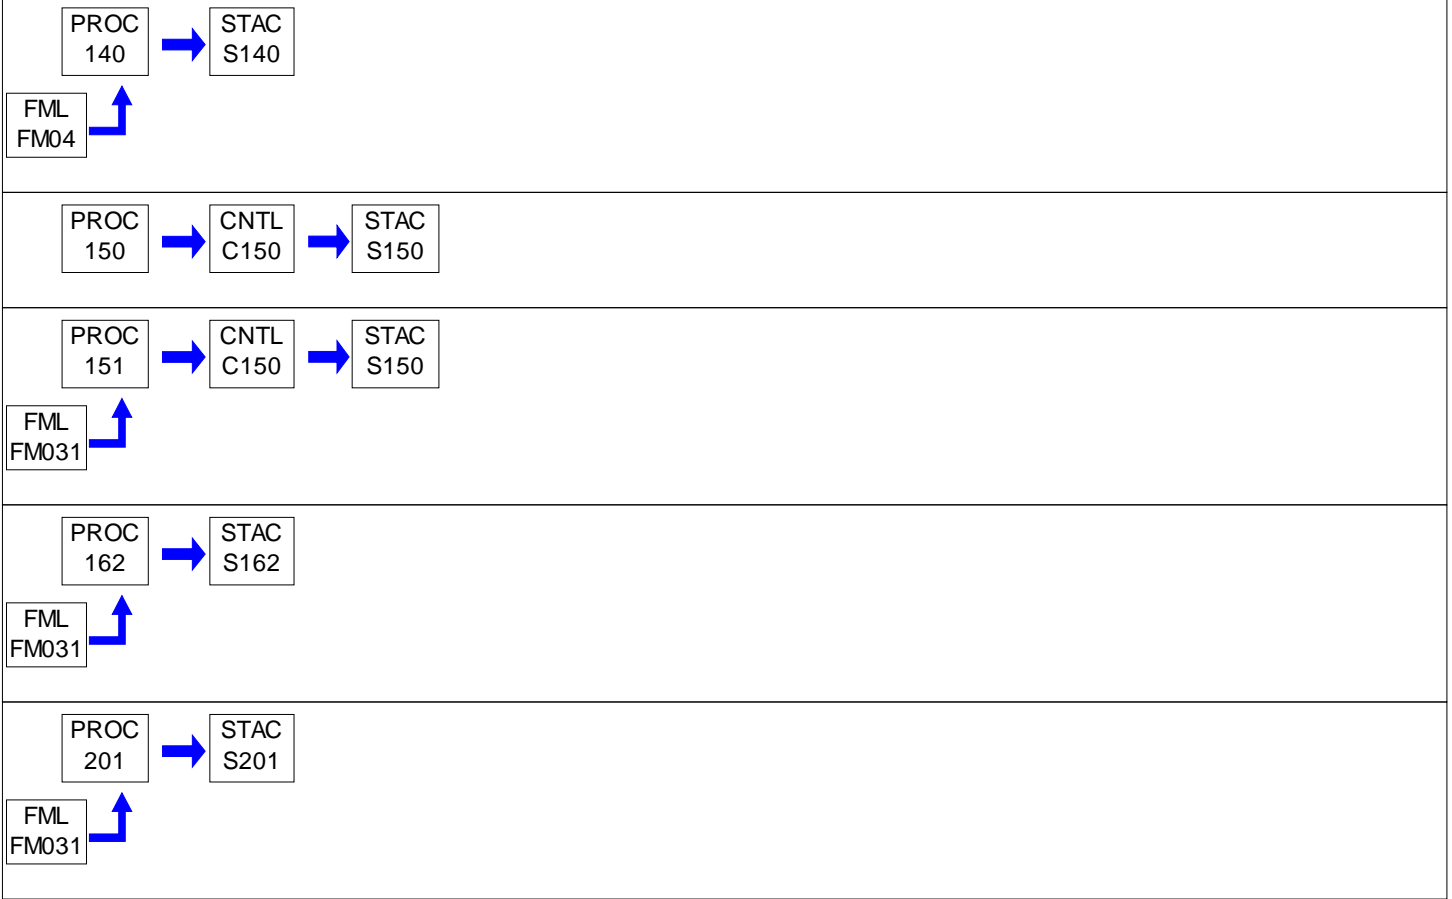 PROC
140
STAC
S140
FML
FM04
PROC
150
CNTL
C150
STAC
S150
PROC
151
CNTL
C150
STAC
S150
FML
FM031
PROC
162
STAC
S162
FML
FM031
PROC
201
STAC
S201
FML
FM031